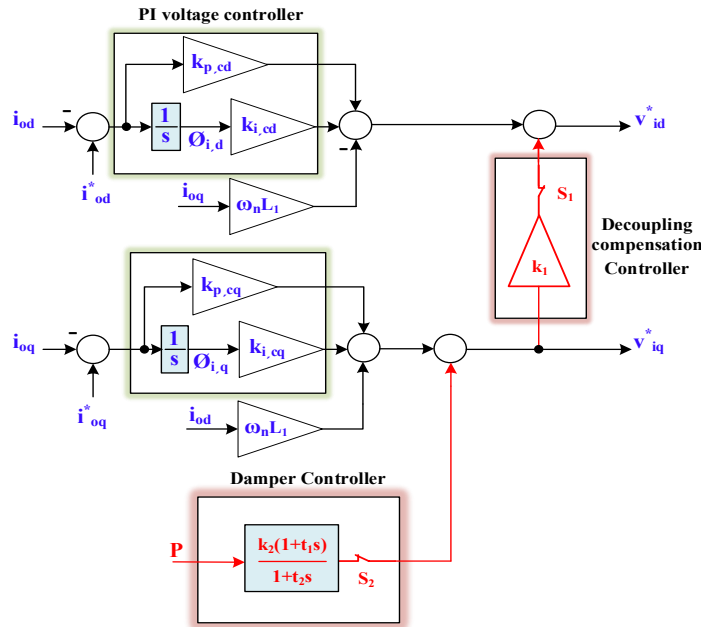 PI voltage controller
k_p,cd
-
i_od
1/s
Ø_i,d
k_i,cd
-
v*_id
i*_od
i_oq
ω_nL_1
S_1
k_1
Decoupling
compensation
Controller
k_p,cq
-
i_oq
1/s
Ø_i,q
k_i,cq
v*_iq
i*_oq
i_od
ω_nL_1
Damper Controller
P
k_2(1+t_1s)
1+t_2s
S_2